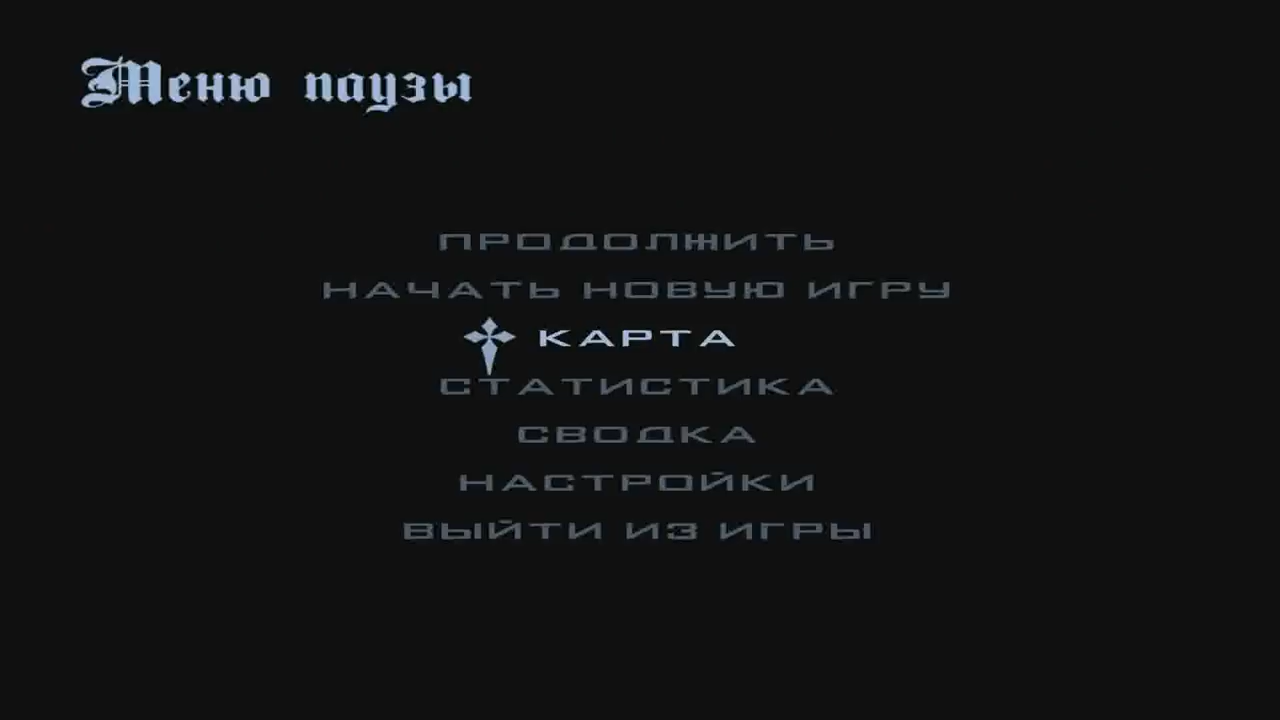 Меню паузы
ПРОДОЛЖИТЬ
НАЧАТЬ НОВУЮ ИГРУ
КАРТА
СТАТИСТИКА
СВОДКА
НАСТРОЙКИ
ВЫЙТИ ИЗ ИГРЫ